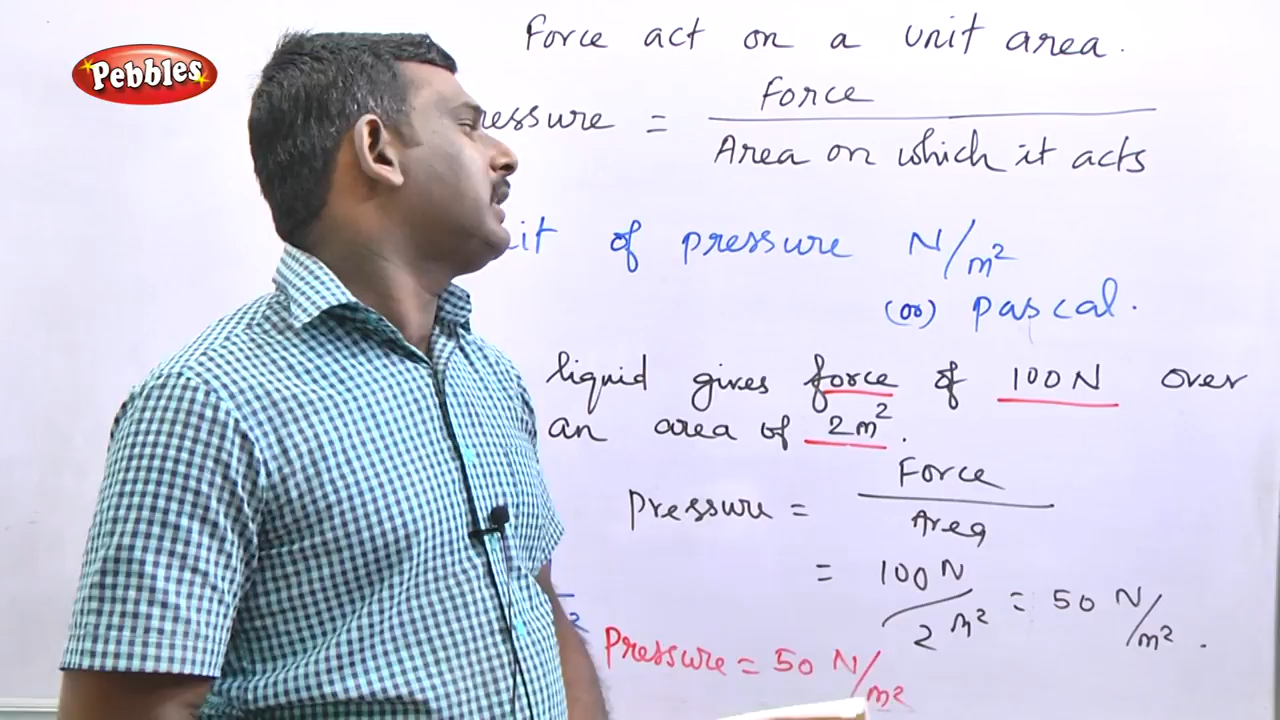 Pebbles
Force act on a unit area.
ressure = Force / Area on which it acts
it of pressure N/m²
(or) pascal.
liquid gives force of 100 N over
an area of 2m².
Pressure = Force / Area
= 100 N / 2 m² = 50 N/m².
Pressure = 50 N/m²